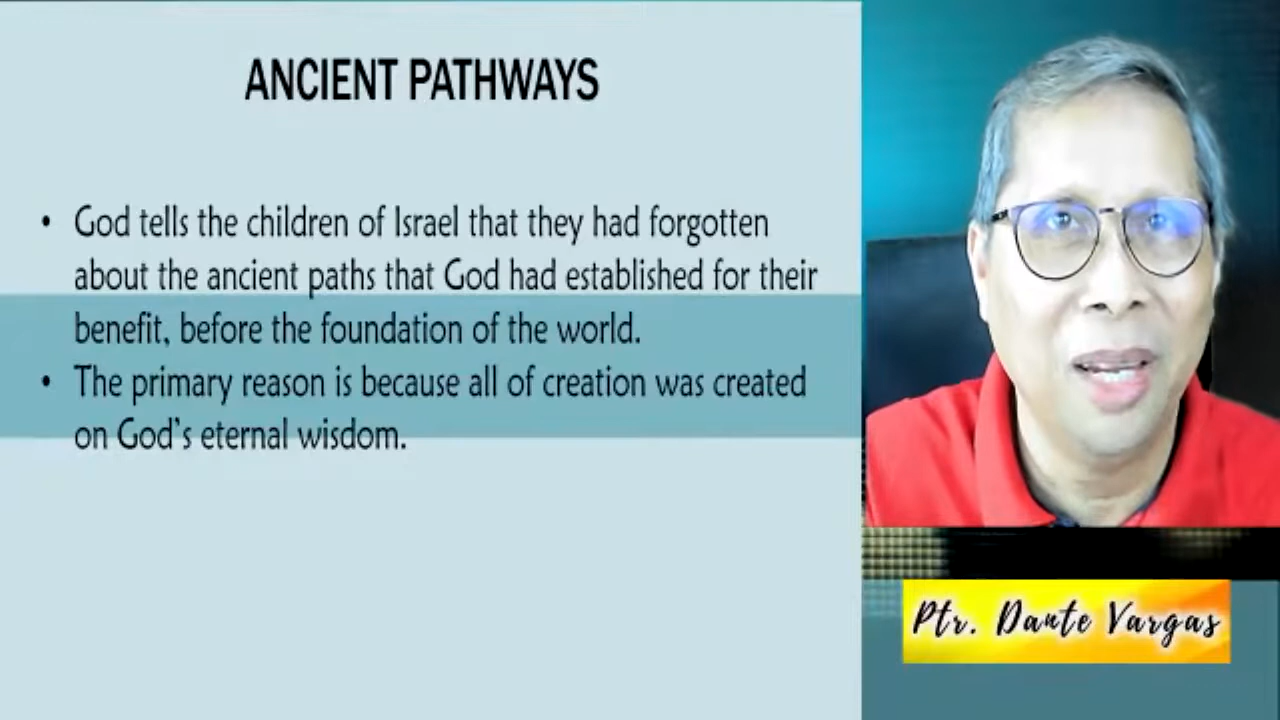 ANCIENT PATHWAYS
• God tells the children of Israel that they had forgotten
about the ancient paths that God had established for their
benefit, before the foundation of the world.
• The primary reason is because all of creation was created
on God's eternal wisdom.
Ptr. Dante Vargas